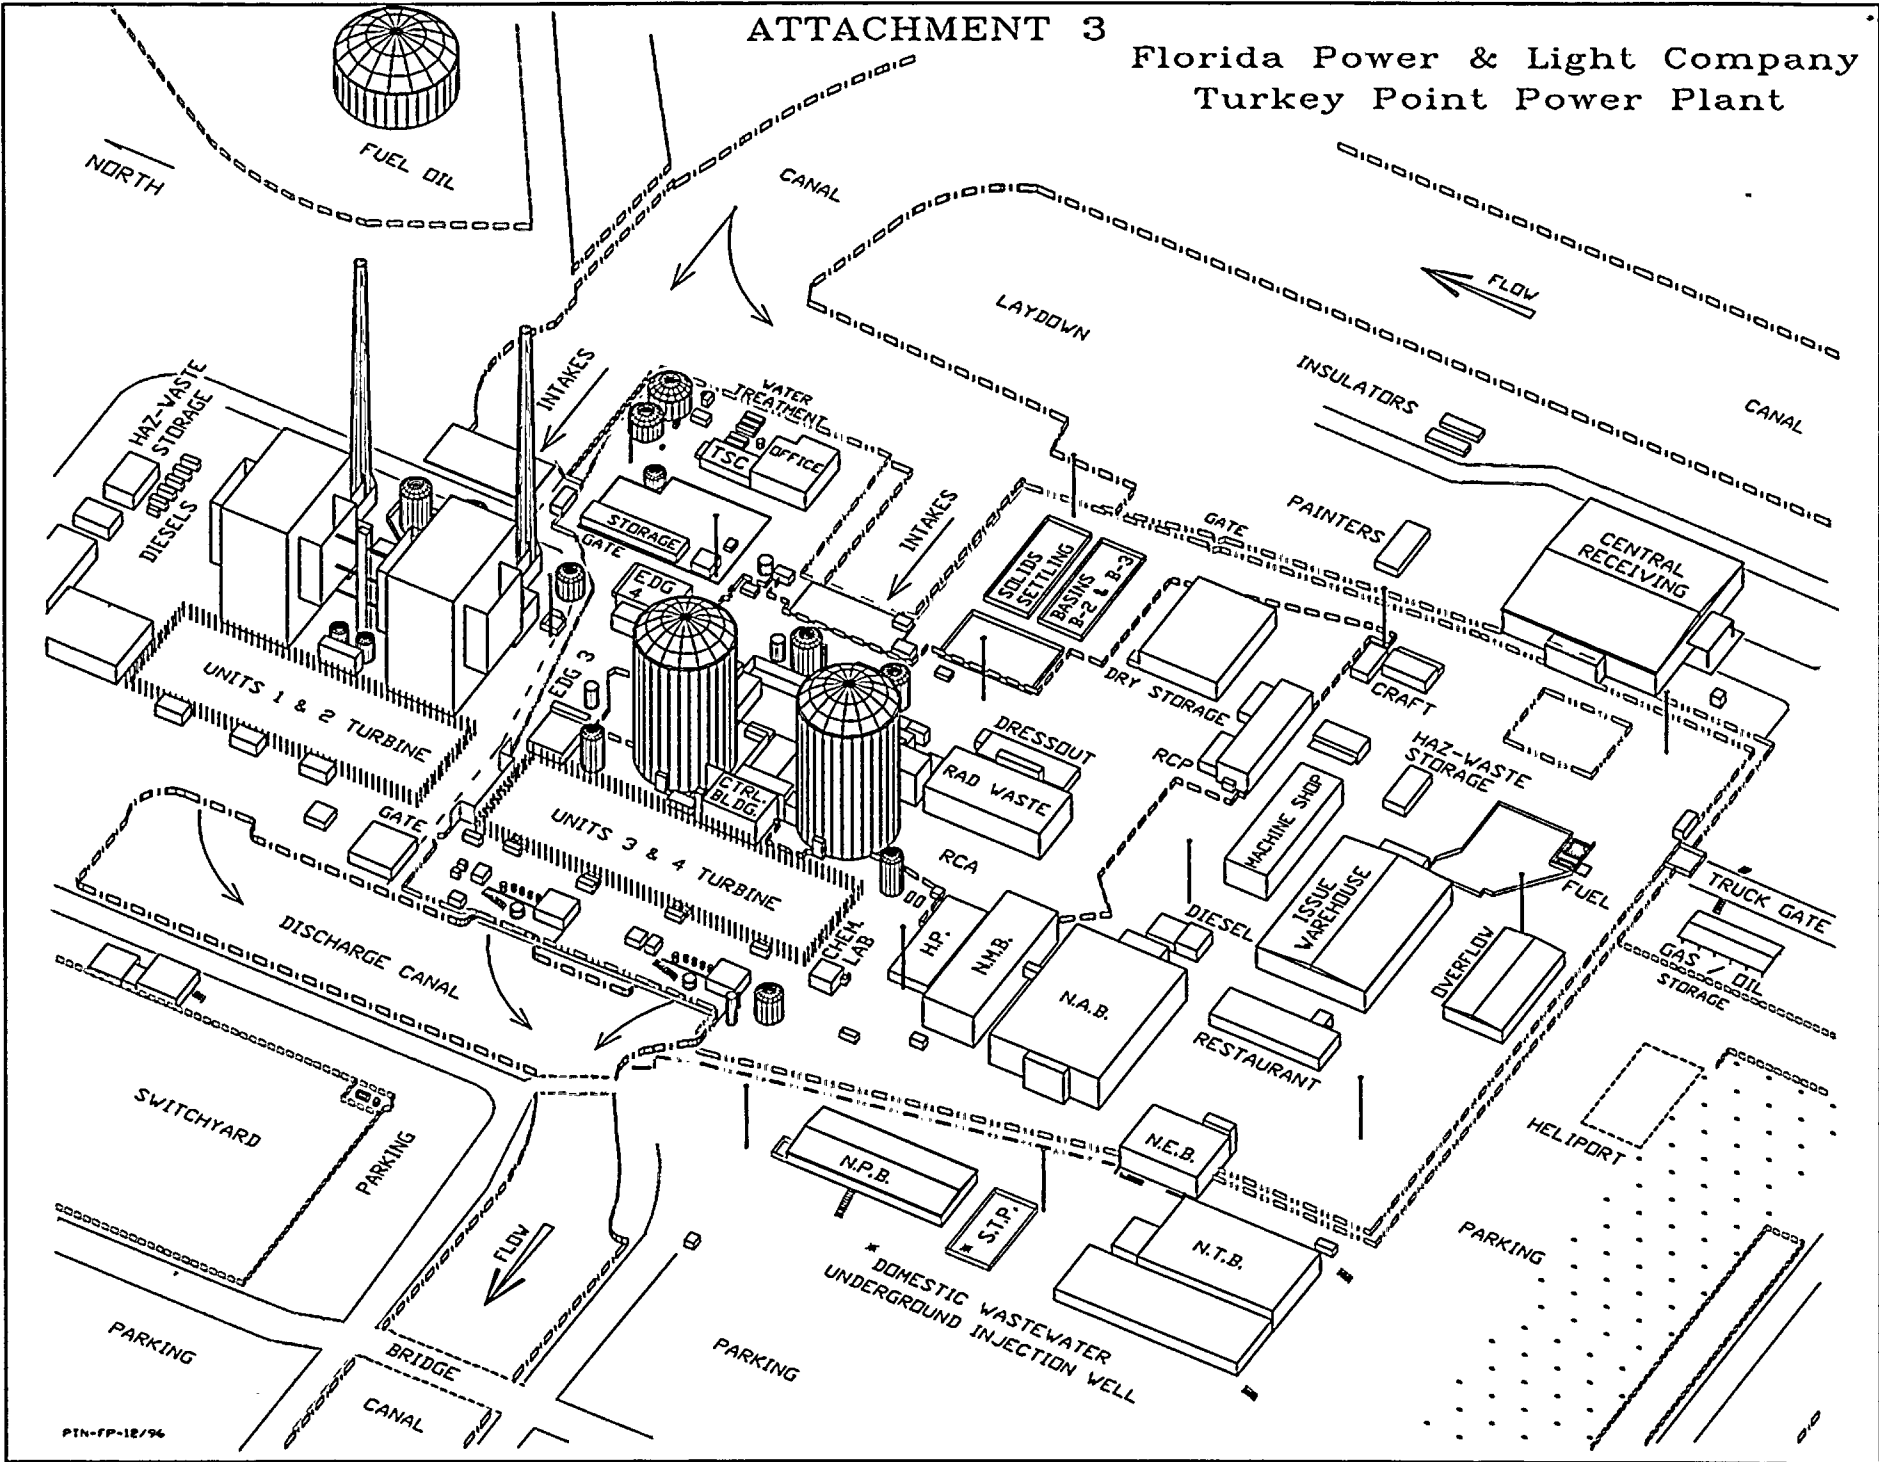 ATTACHMENT 3
Florida Power & Light Company
Turkey Point Power Plant
NORTH
FUEL OIL
CANAL
FLOW
LAYDOWN
INTAKES
INSULATORS
CANAL
HAZ-WASTE
STORAGE
DIESELS
WATER
TREATMENT
TSC
OFFICE
STORAGE
GATE
INTAKES
EDG
4
SOLIDS
SETTLING
BASINS
B-2 & B-3
GATE
PAINTERS
CENTRAL
RECEIVING
UNITS 1 & 2 TURBINE
EDG 3
DRY STORAGE
CRAFT
DRESSOUT
RCP
HAZ-WASTE
STORAGE
GATE
CTRL.
BLDG.
RAD WASTE
UNITS 3 & 4 TURBINE
RCA
MACHINE SHOP
FUEL
TRUCK GATE
DISCHARGE CANAL
CHEM.
LAB
H.P.
N.M.B.
N.A.B.
DIESEL
ISSUE
WAREHOUSE
OVERFLOW
GAS / OIL
STORAGE
RESTAURANT
SWITCHYARD
PARKING
N.P.B.
N.E.B.
HELIPORT
FLOW
S.T.P.
N.T.B.
PARKING
DOMESTIC WASTEWATER
UNDERGROUND INJECTION WELL
PARKING
BRIDGE
PARKING
CANAL
PTN-FP-12/96